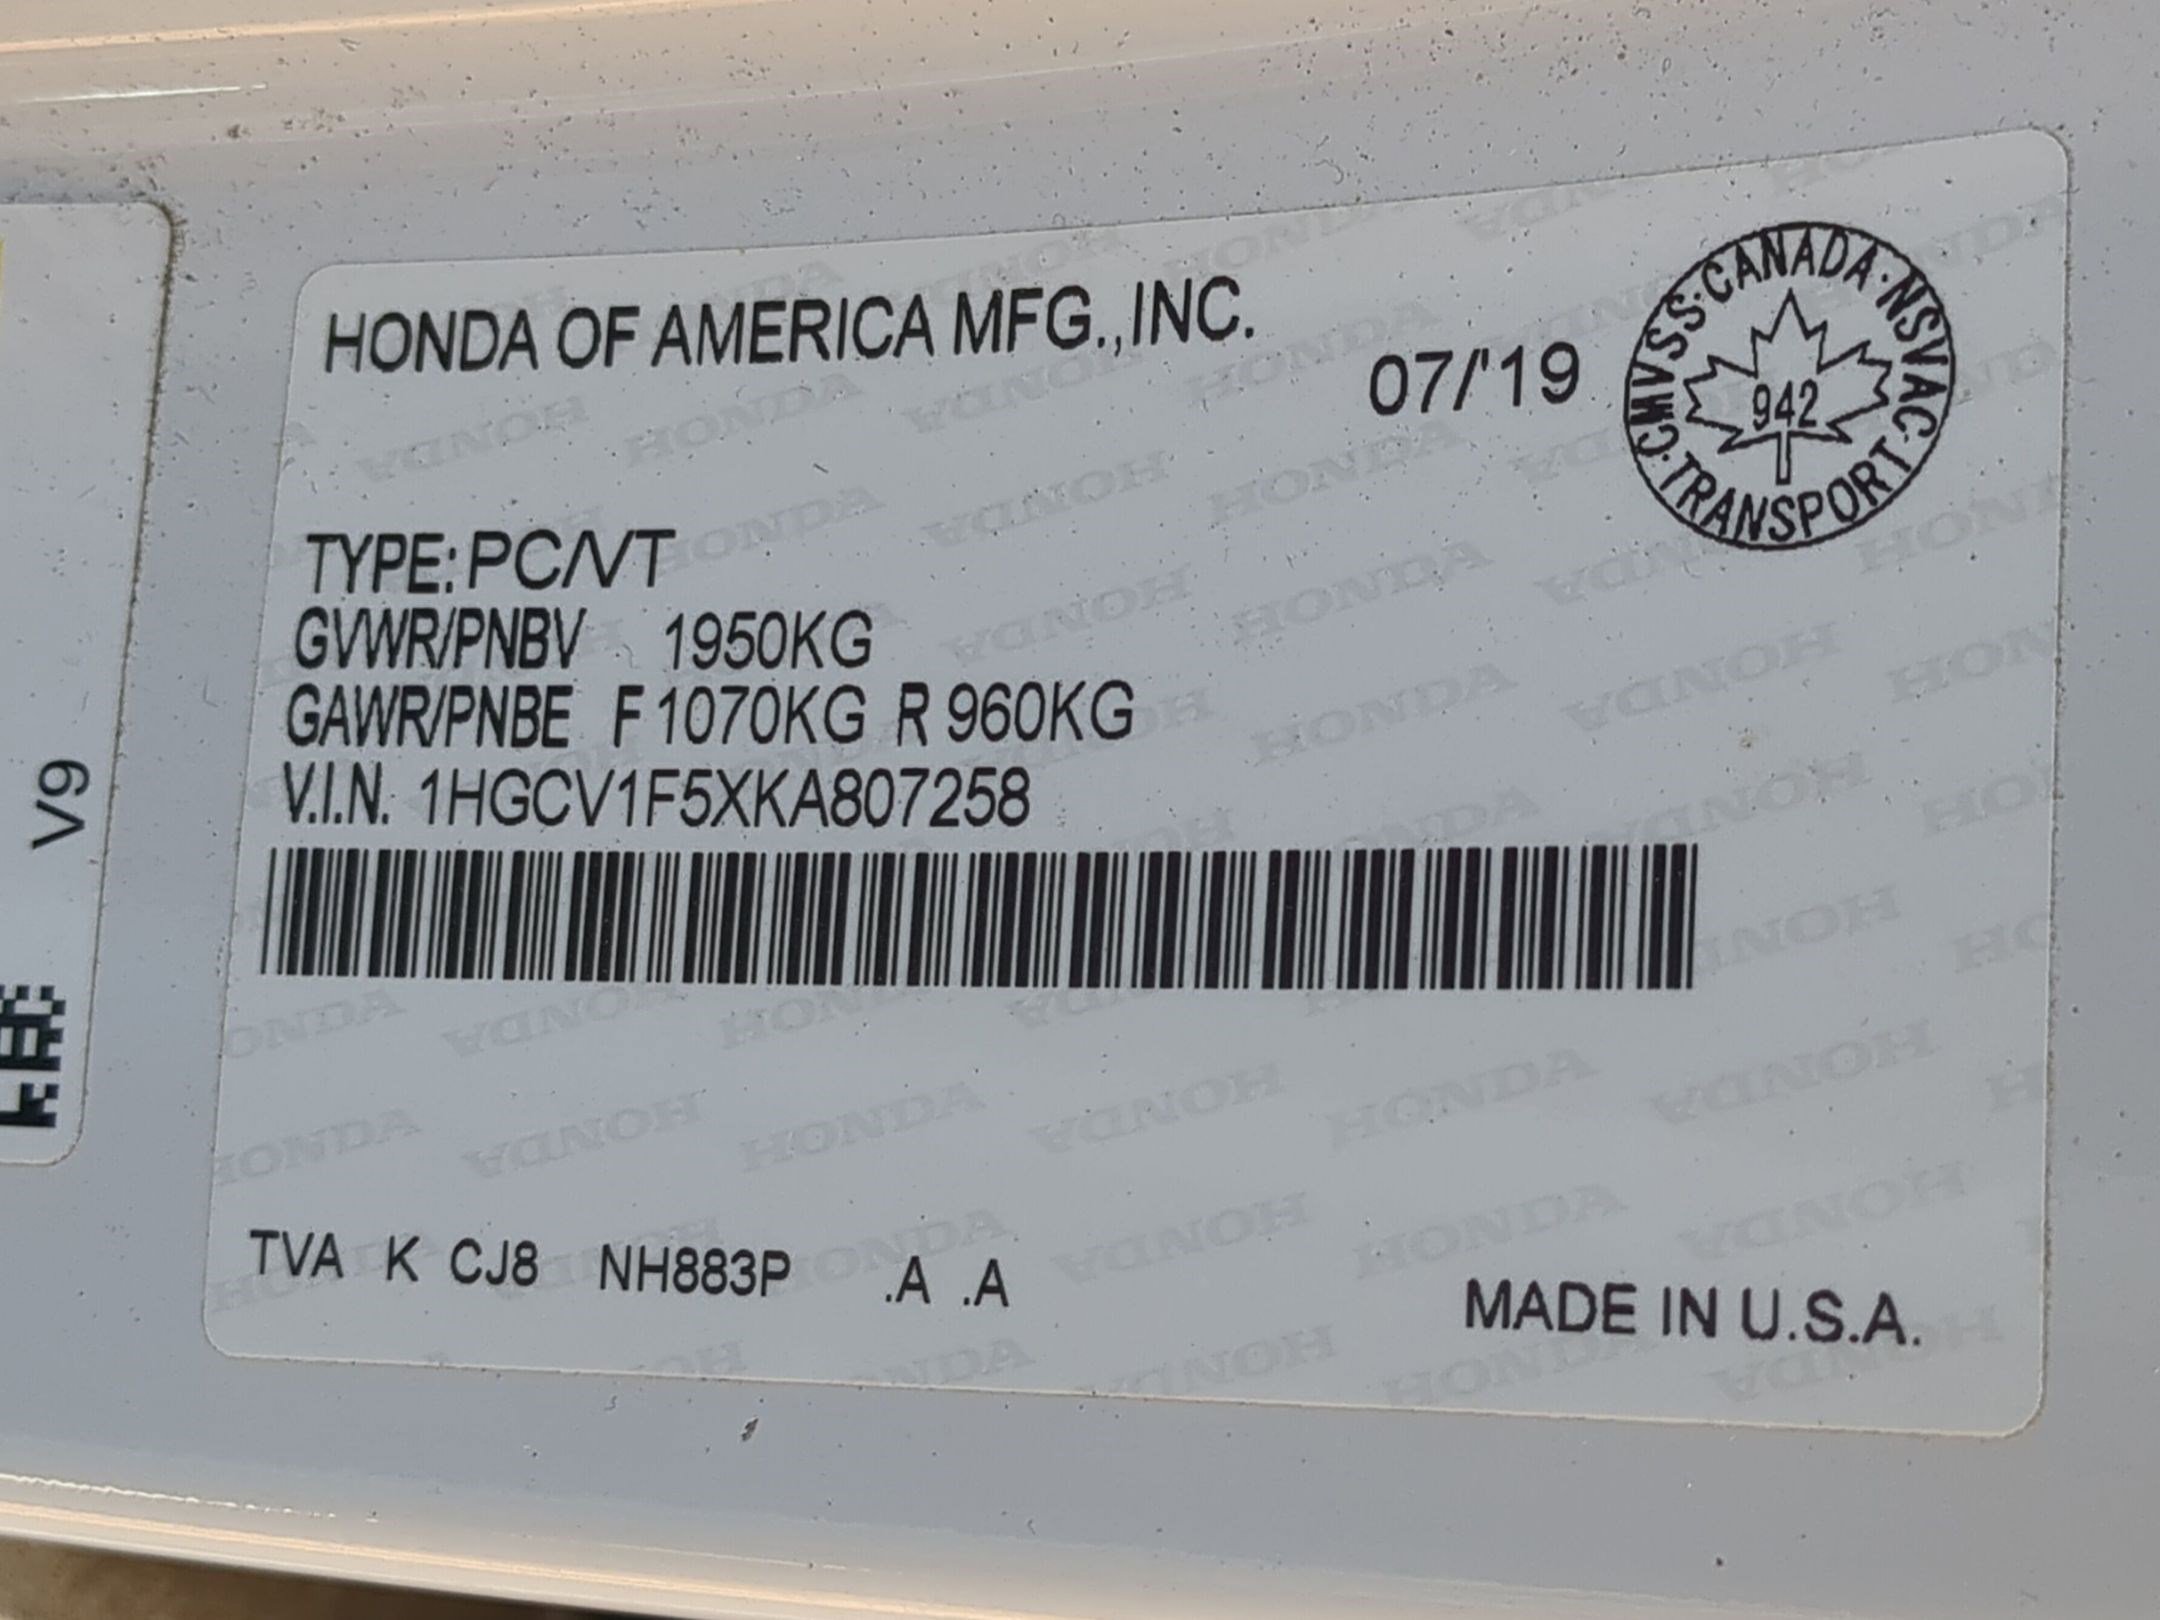 HONDA OF AMERICA MFG.,INC.
07/'19
CMVSS·CANADA·NSVAC·TRANSPORT
942
TYPE: PC/VT
GVWR/PNBV 1950KG
GAWR/PNBE F 1070KG R 960KG
V.I.N. 1HGCV1F5XKA807258
TVA K CJ8 NH883P .A .A
MADE IN U.S.A.
V9